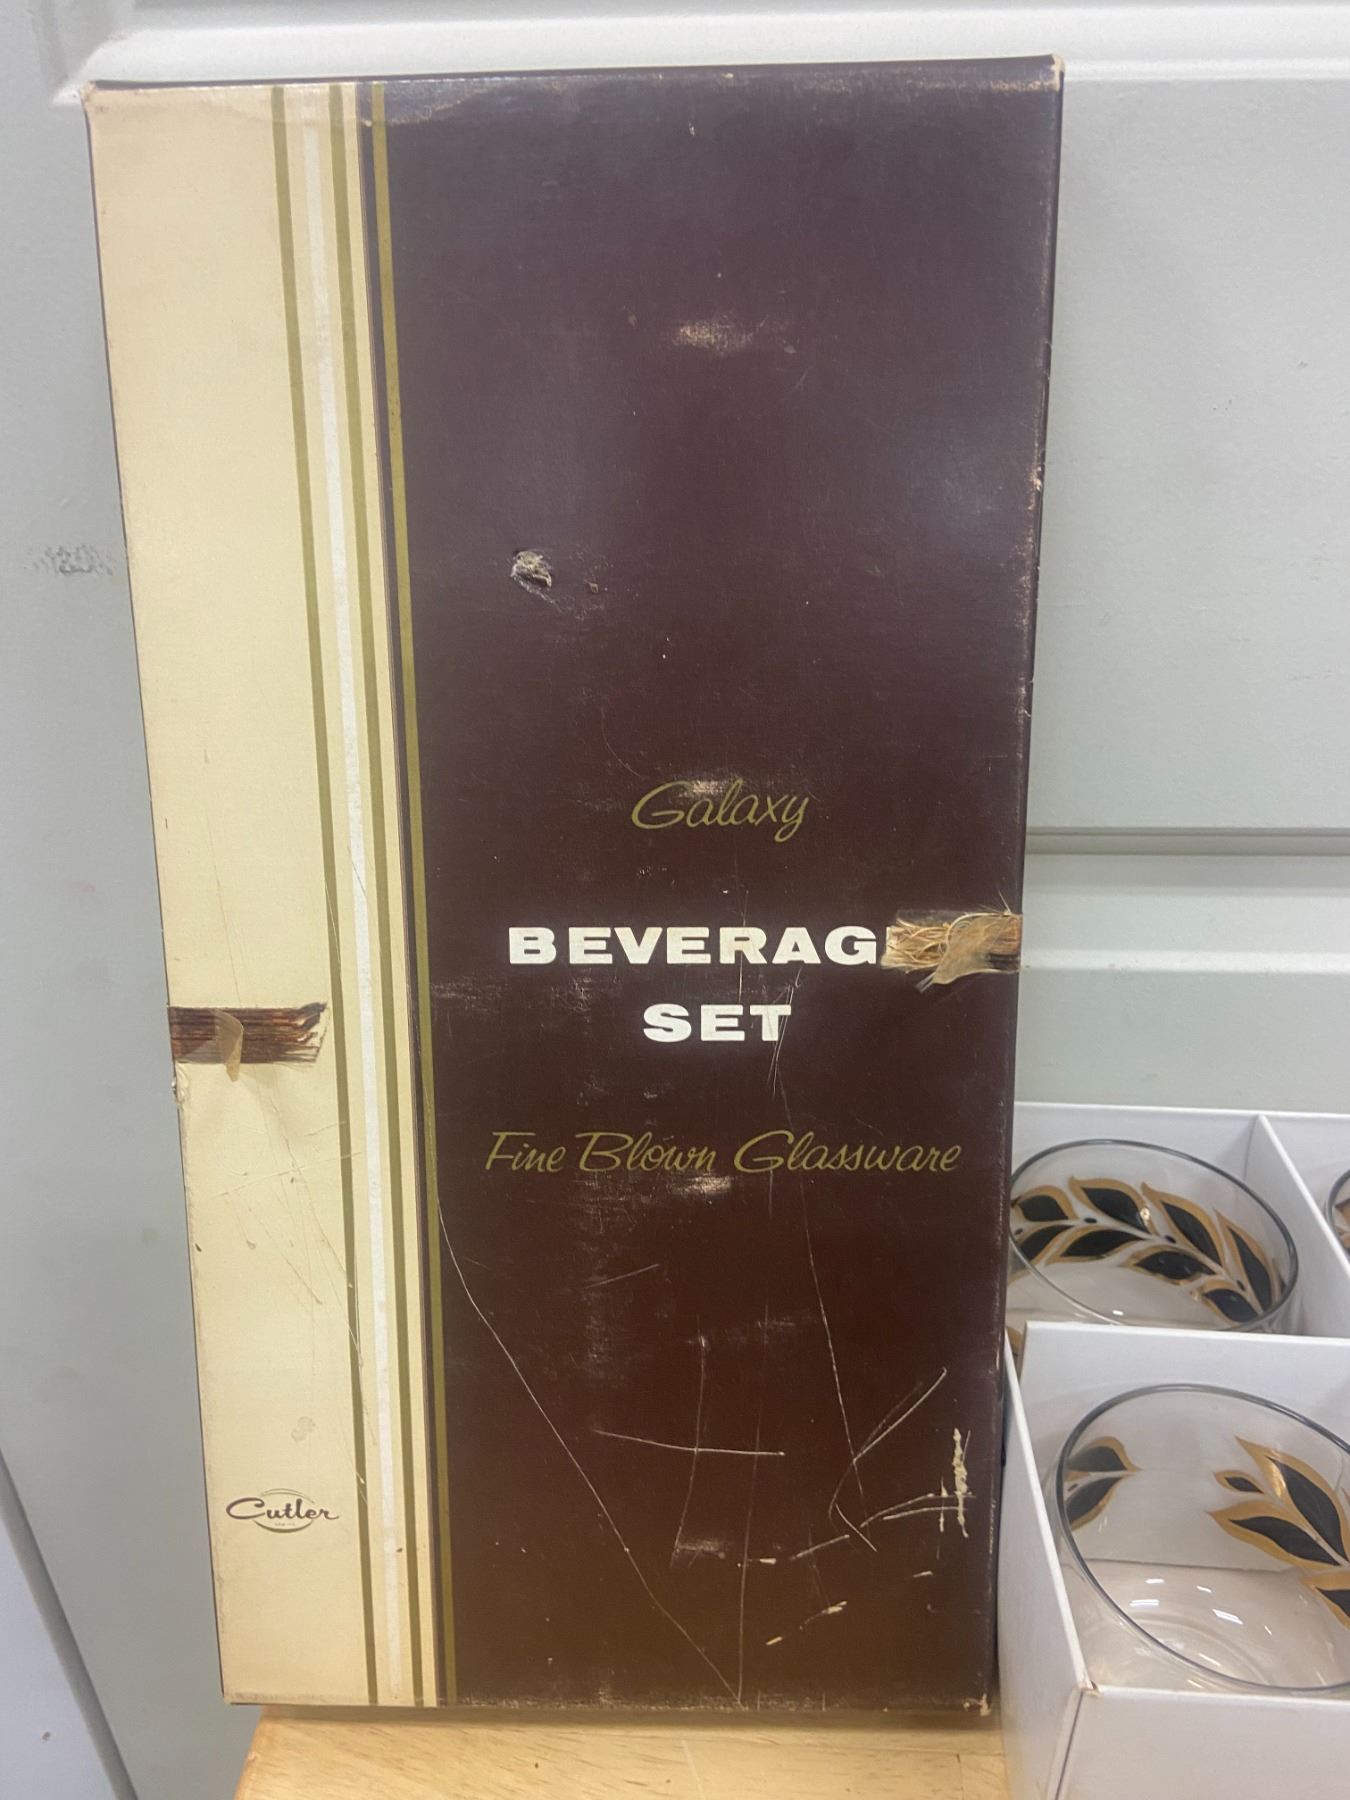 Galaxy
BEVERAG
SET
Fine Blown Glassware
Cutler